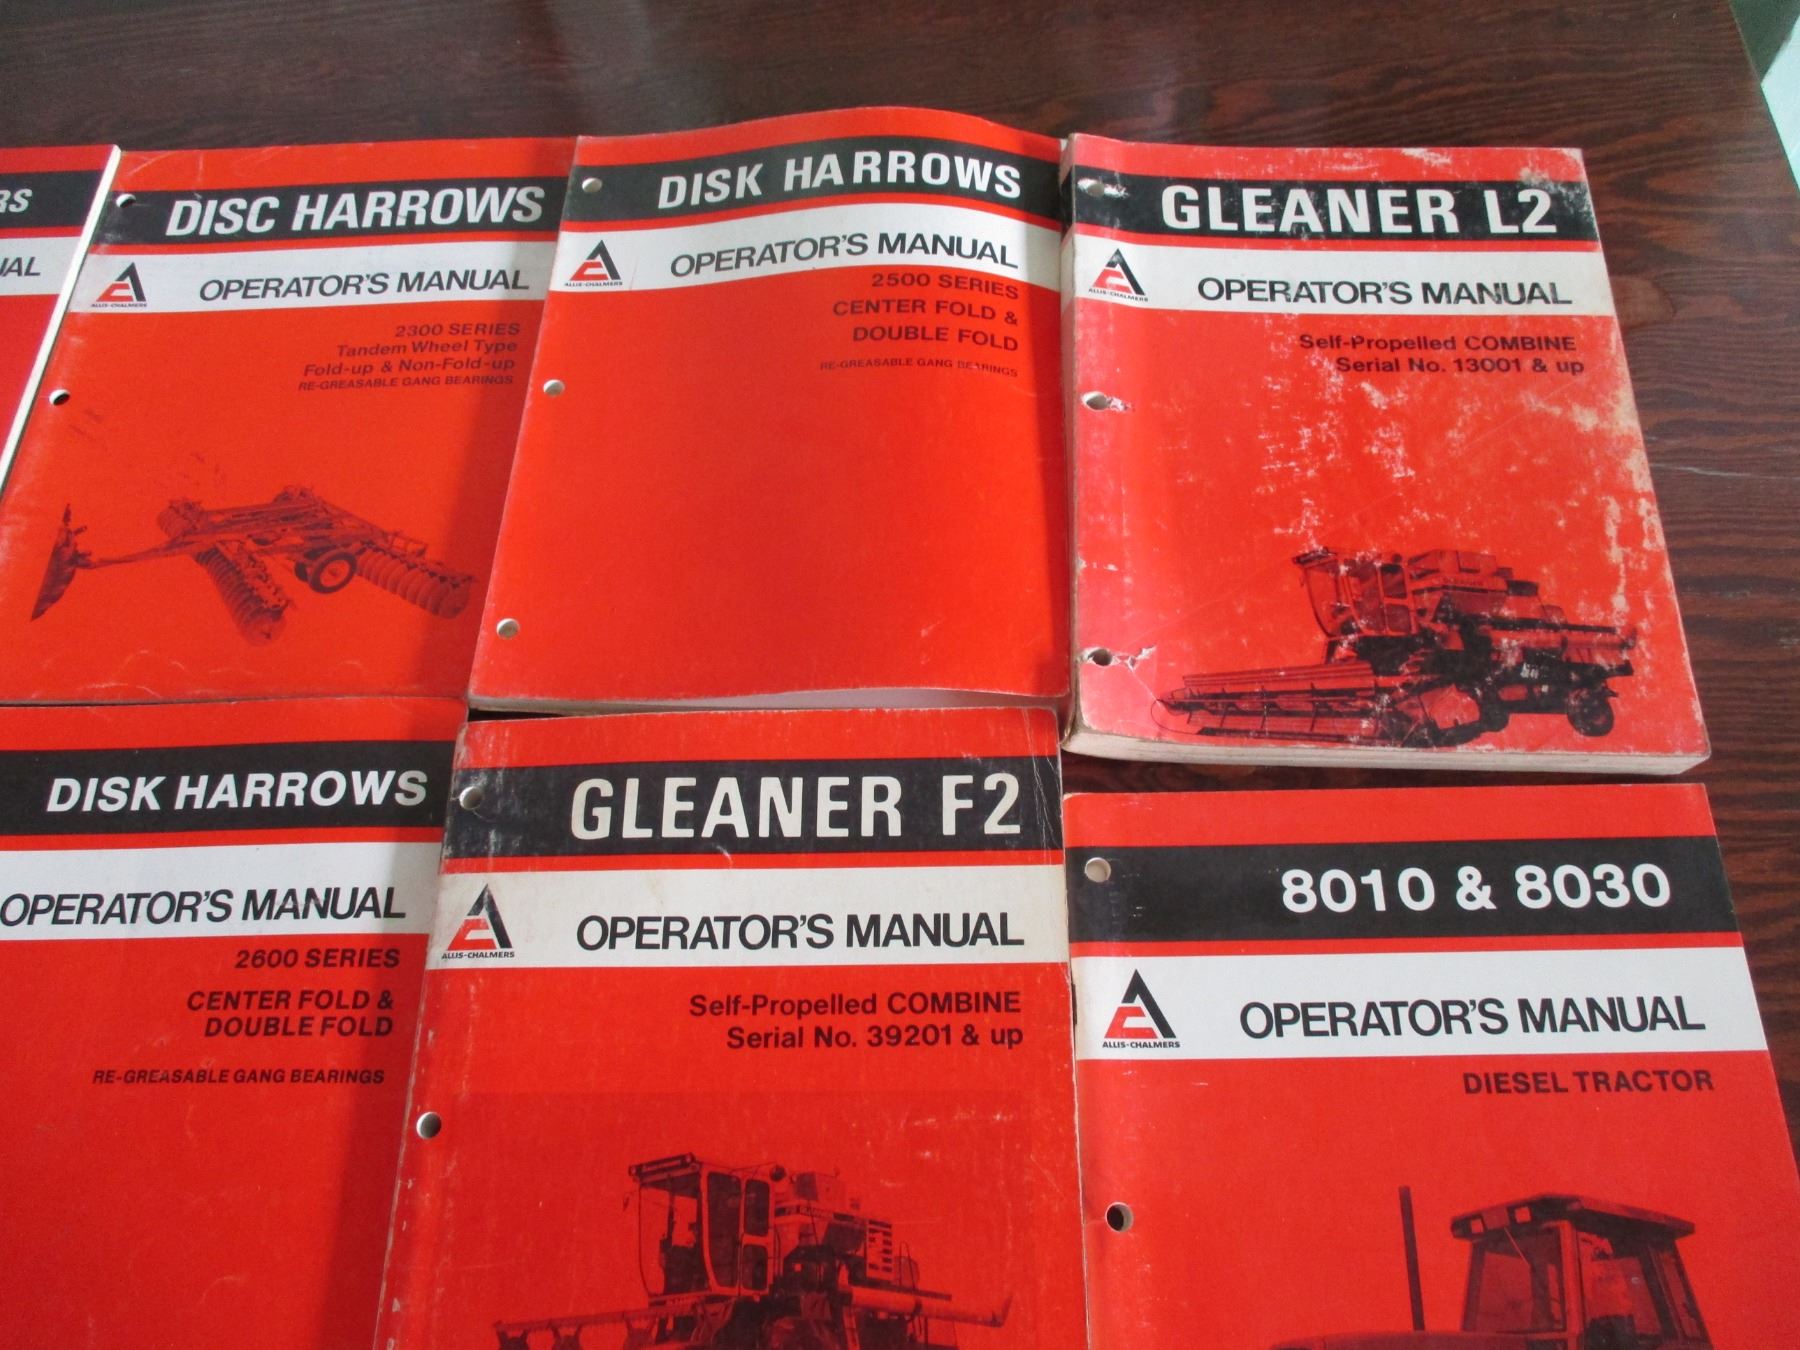 DISC HARROWS
ALLIS-CHALMERS
OPERATOR'S MANUAL
2300 SERIES
Tandem Wheel Type
Fold-up & Non-Fold-up
RE-GREASABLE GANG BEARINGS
DISK HARROWS
ALLIS-CHALMERS
OPERATOR'S MANUAL
2500 SERIES
CENTER FOLD &
DOUBLE FOLD
RE-GREASABLE GANG BEARINGS
GLEANER L2
ALLIS-CHALMERS
OPERATOR'S MANUAL
Self-Propelled COMBINE
Serial No. 13001 & up
GLEANER
DISK HARROWS
OPERATOR'S MANUAL
2600 SERIES
CENTER FOLD &
DOUBLE FOLD
RE-GREASABLE GANG BEARINGS
GLEANER F2
ALLIS-CHALMERS
OPERATOR'S MANUAL
Self-Propelled COMBINE
Serial No. 39201 & up
8010 & 8030
ALLIS-CHALMERS
OPERATOR'S MANUAL
DIESEL TRACTOR